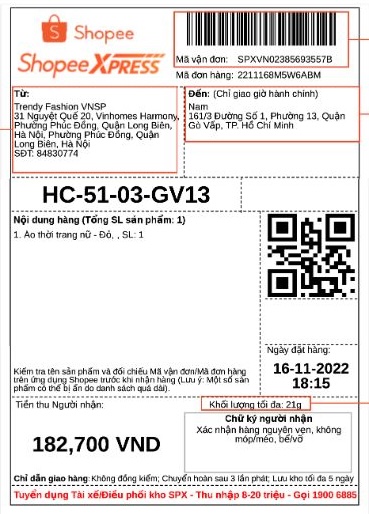 Shopee
Shopee XPRESS
Mã vận đơn: SPXVN02385693557B
Mã đơn hàng: 2211168M5W6ABM
Từ:
Trendy Fashion VNSP
31 Nguyệt Quế 20, Vinhomes Harmony,
Phường Phúc Đồng, Quận Long Biên,
Hà Nội, Phường Phúc Đồng, Quận
Long Biên, Hà Nội
SĐT: 84830774
Đến: (Chỉ giao giờ hành chính)
Nam
161/3 Đường Số 1, Phường 13, Quận
Gò Vấp, TP. Hồ Chí Minh
HC-51-03-GV13
Nội dung hàng (Tổng SL sản phẩm: 1)
1. Áo thời trang nữ - Đỏ, , SL: 1
Ngày đặt hàng:
16-11-2022
18:15
Kiểm tra tên sản phẩm và đối chiếu Mã vận đơn/Mã đơn hàng
trên ứng dụng Shopee trước khi nhận hàng (Lưu ý: Một số sản
phẩm có thể bị ẩn do danh sách quá dài).
Tiền thu Người nhận:
182,700 VND
Khối lượng tối đa: 21g
Chữ ký người nhận
Xác nhận hàng nguyên vẹn, không
móp/méo, bể/vỡ
Chỉ dẫn giao hàng: Không đồng kiểm; Chuyển hoàn sau 3 lần phát; Lưu kho tối đa 5 ngày
Tuyển dụng Tài xế/Điều phối kho SPX - Thu nhập 8-20 triệu - Gọi 1900 6885